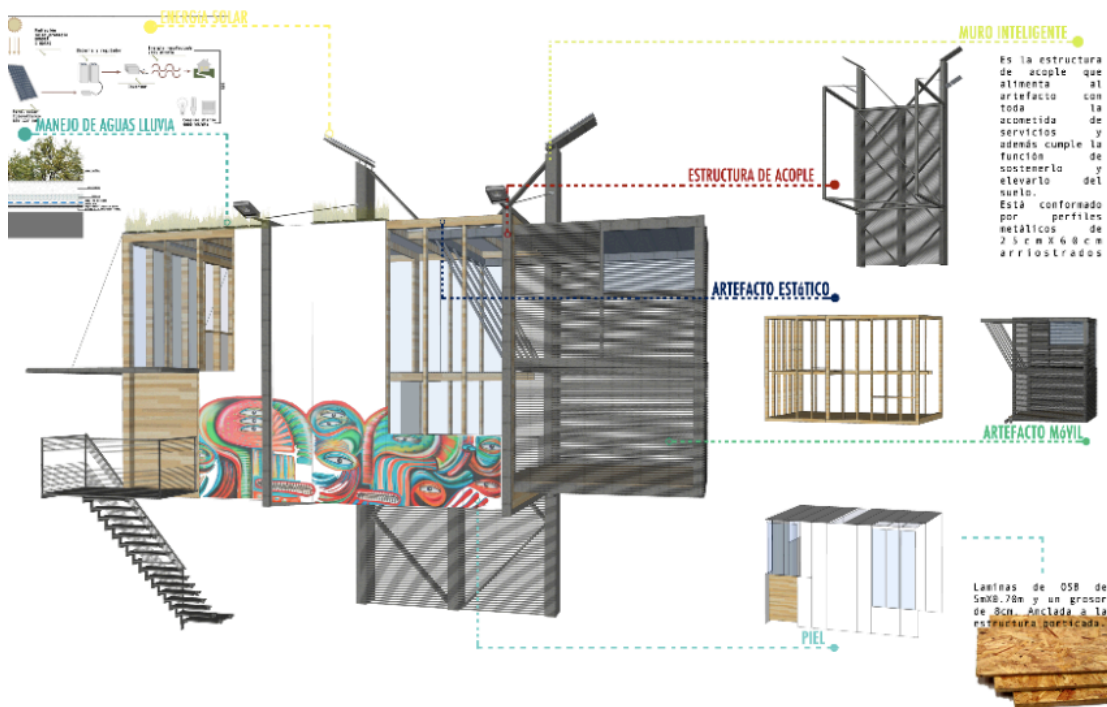 ENERGÍA SOLAR
MURO INTELIGENTE
Es la estructura
de acople que
alimenta al
artefacto con
toda la
acometida de
servicios y
además cumple la
función de
sostenerlo y
elevarlo del
suelo.
Está conformado
por perfiles
metálicos de
25cmX60cm
arriostrados
MANEJO DE AGUAS LLUVIA
ESTRUCTURA DE ACOPLE
ARTEFACTO ESTáTICO
ARTEFACTO MóVIL
Laminas de OSB de
5mX0.78m y un grosor
de 8cm. Anclada a la
estructura porticada.
PIEL